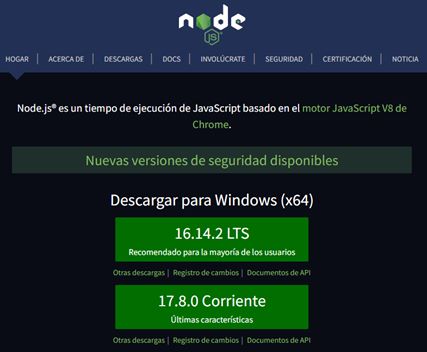 node
JS
HOGAR | ACERCA DE | DESCARGAS | DOCS | INVOLÚCRATE | SEGURIDAD | CERTIFICACIÓN | NOTICIA
Node.js® es un tiempo de ejecución de JavaScript basado en el motor JavaScript V8 de
Chrome.
Nuevas versiones de seguridad disponibles
Descargar para Windows (x64)
16.14.2 LTS
Recomendado para la mayoría de los usuarios
Otras descargas | Registro de cambios | Documentos de API
17.8.0 Corriente
Últimas características
Otras descargas | Registro de cambios | Documentos de API